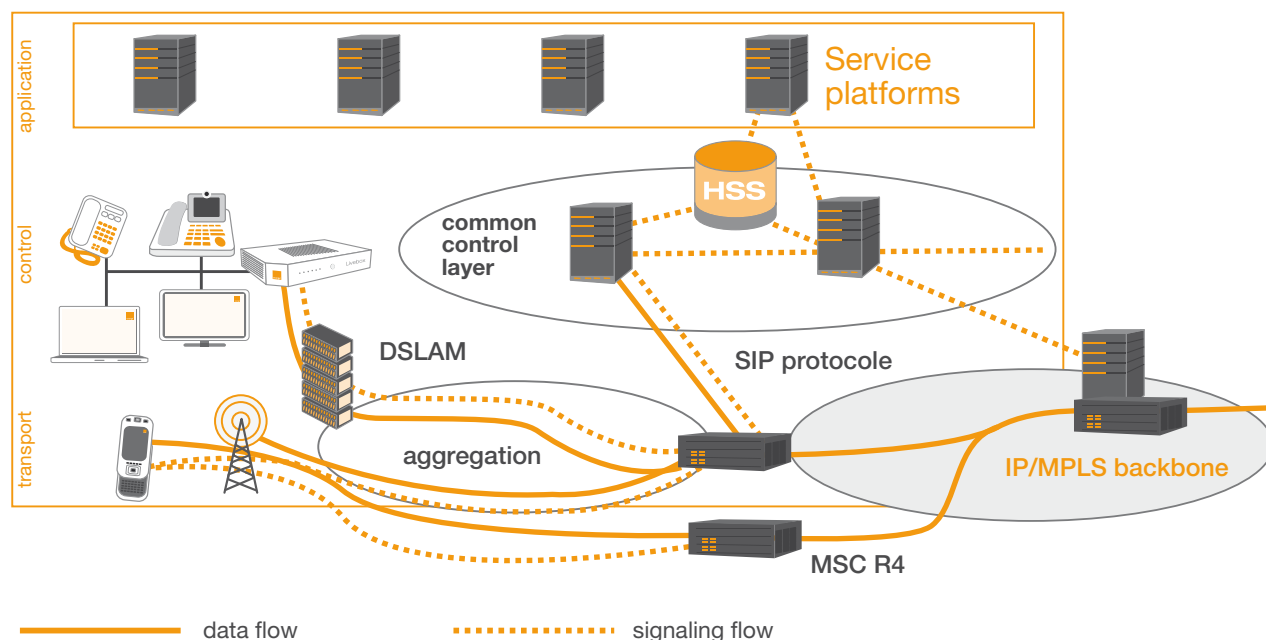 application
Service
platforms
HSS
common
control
layer
control
Livebox
DSLAM
SIP protocole
transport
aggregation
IP/MPLS backbone
MSC R4
data flow
signaling flow